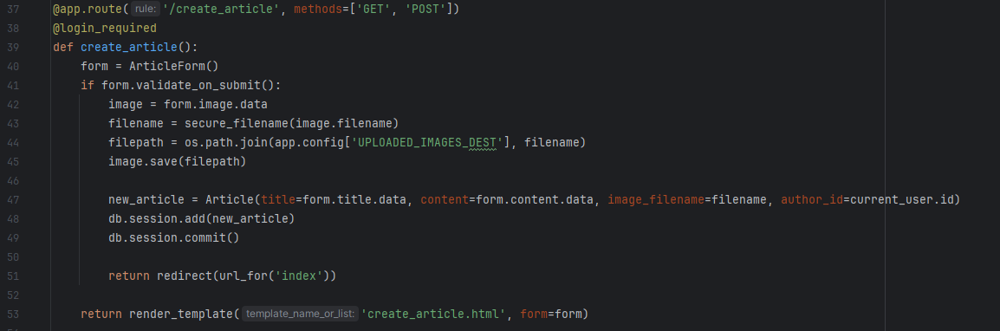 37 @app.route( rule: '/create_article', methods=['GET', 'POST'])
38 @login_required
39 def create_article():
40     form = ArticleForm()
41     if form.validate_on_submit():
42         image = form.image.data
43         filename = secure_filename(image.filename)
44         filepath = os.path.join(app.config['UPLOADED_IMAGES_DEST'], filename)
45         image.save(filepath)
46
47         new_article = Article(title=form.title.data, content=form.content.data, image_filename=filename, author_id=current_user.id)
48         db.session.add(new_article)
49         db.session.commit()
50
51         return redirect(url_for('index'))
52
53     return render_template( template_name_or_list: 'create_article.html', form=form)